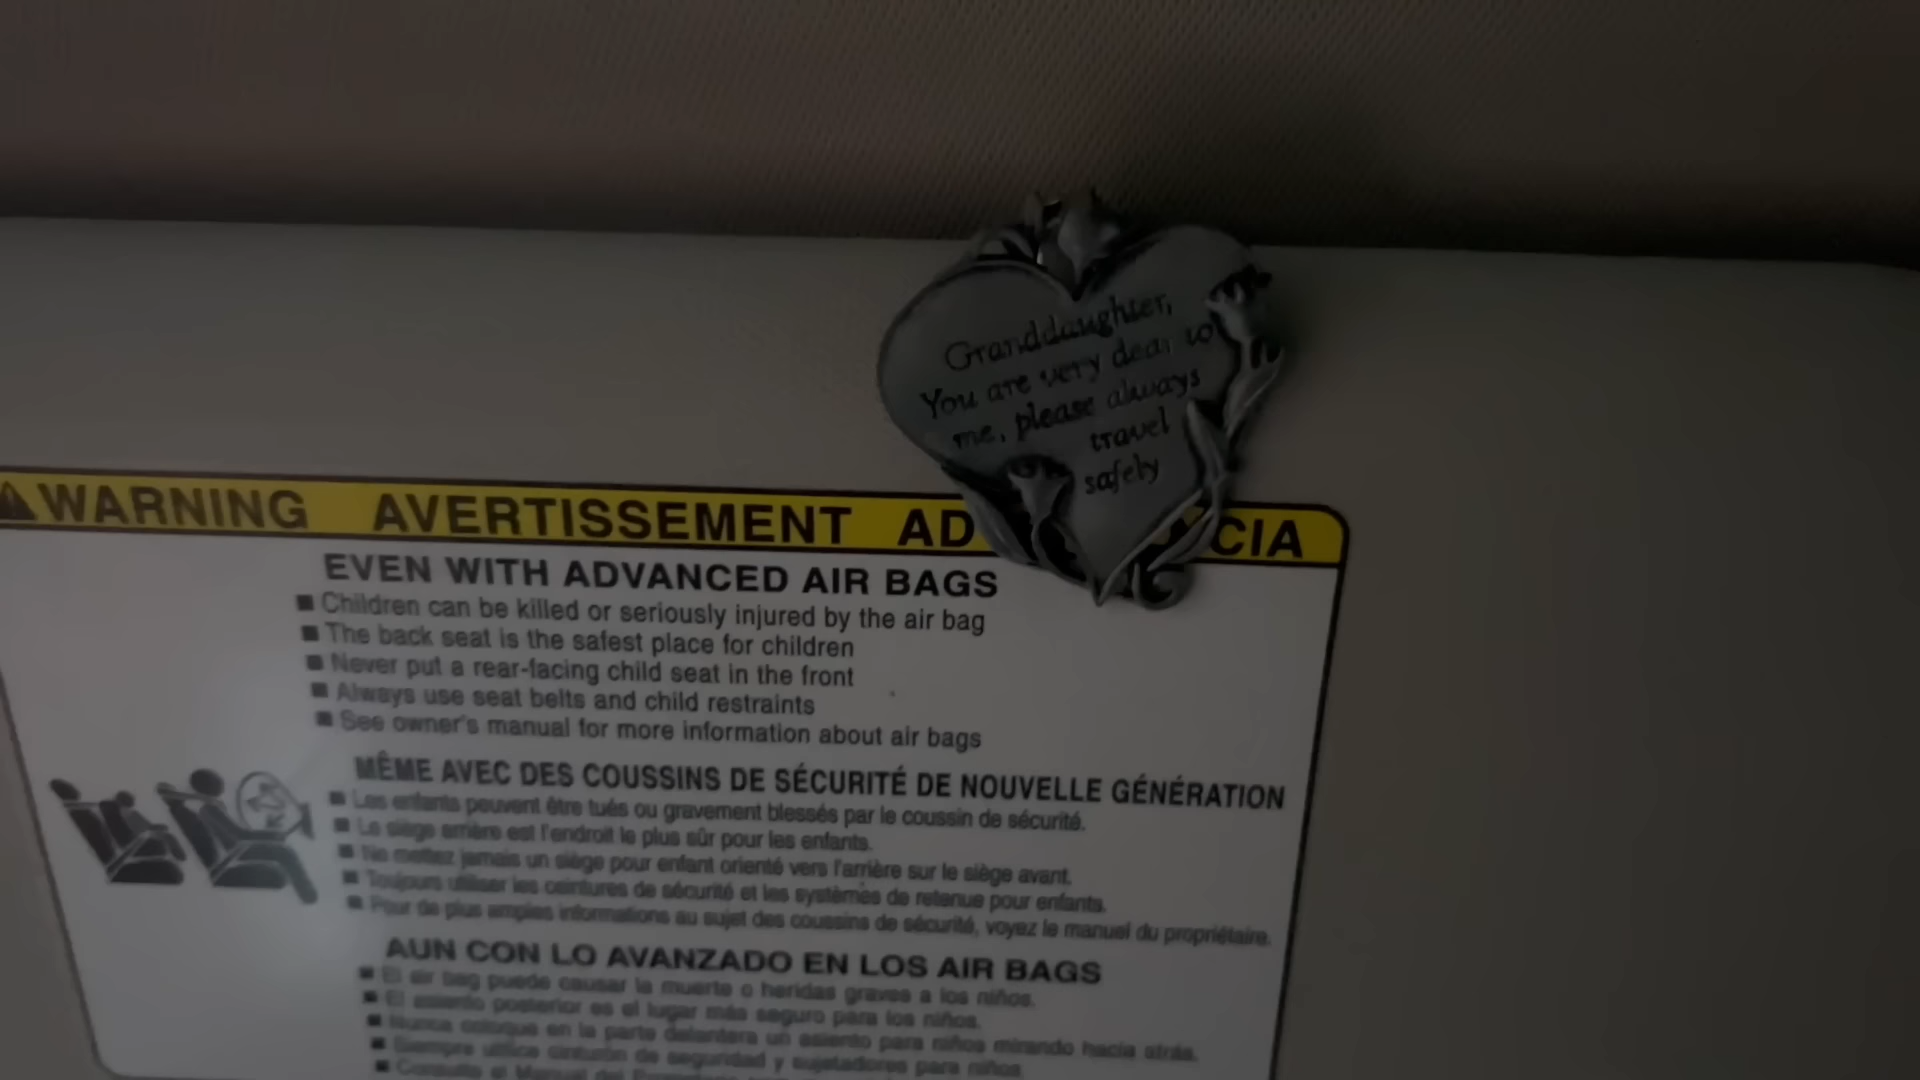 Granddaughter,
You are very dear to
me, please always
travel
safely
WARNING AVERTISSEMENT AD CIA
EVEN WITH ADVANCED AIR BAGS
■ Children can be killed or seriously injured by the air bag
■ The back seat is the safest place for children
■ Never put a rear-facing child seat in the front
■ Always use seat belts and child restraints
■ See owner's manual for more information about air bags
MÊME AVEC DES COUSSINS DE SÉCURITÉ DE NOUVELLE GÉNÉRATION
■ Les enfants peuvent être tués ou gravement blessés par le coussin de sécurité.
■ Le siège arrière est l'endroit le plus sûr pour les enfants.
■ Ne mettez jamais un siège pour enfant orienté vers l'arrière sur le siège avant.
■ Toujours utiliser les ceintures de sécurité et les systèmes de retenue pour enfants.
■ Pour de plus amples informations au sujet des coussins de sécurité, voyez le manuel du propriétaire.
AUN CON LO AVANZADO EN LOS AIR BAGS
■ El air bag puede causar la muerte o heridas graves a los niños.
■ El asiento posterior es el lugar más seguro para los niños.
■ Nunca coloque en la parte delantera un asiento para niños mirando hacia atrás.
■ Siempre utilice cinturón de seguridad y sujetadores para niños
■ Consulte el Manual del